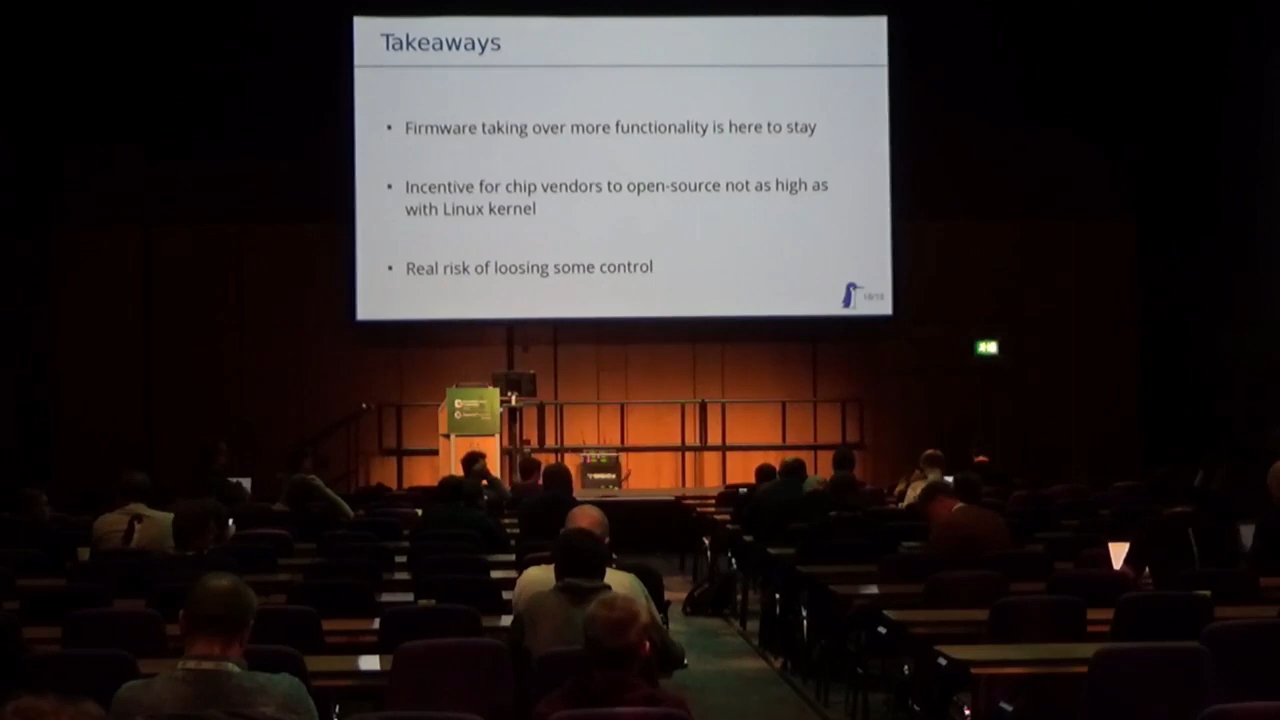 Takeaways
Firmware taking over more functionality is here to stay
Incentive for chip vendors to open-source not as high as
with Linux kernel
Real risk of loosing some control